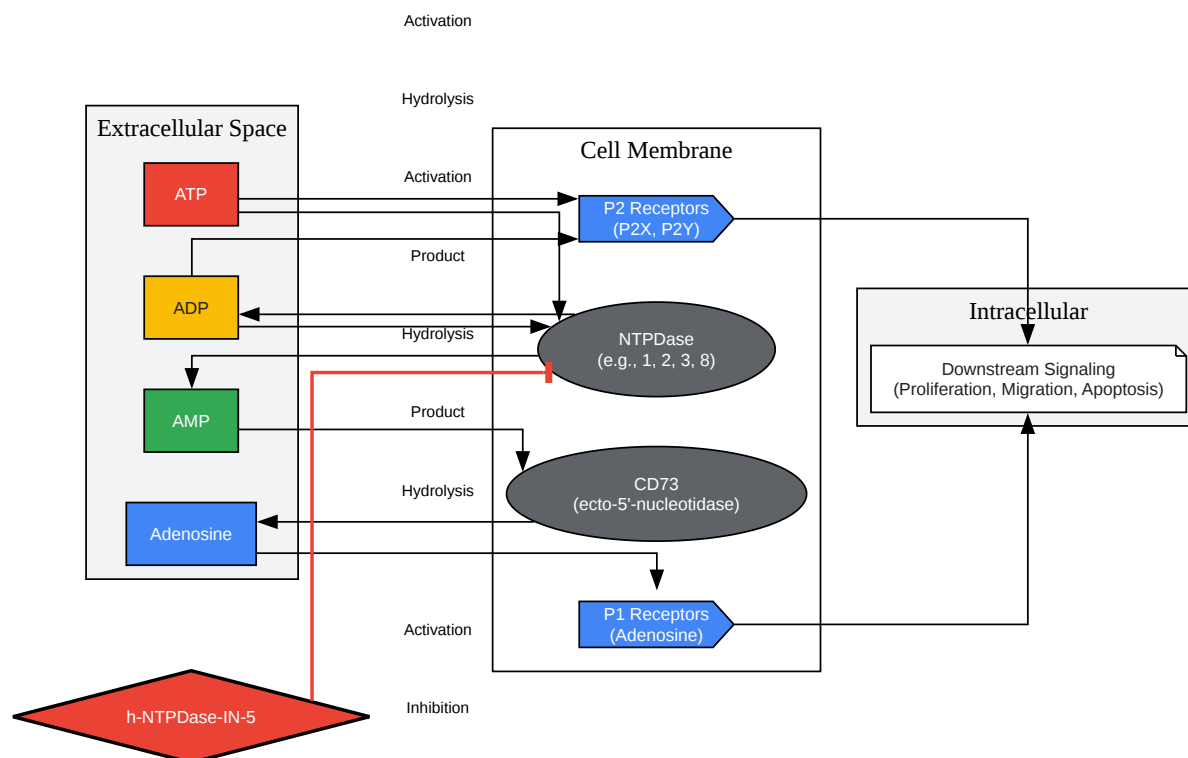 Activation
Hydrolysis
Extracellular Space
Cell Membrane
ATP
Activation
P2 Receptors
(P2X, P2Y)
Product
ADP
Hydrolysis
NTPDase
(e.g., 1, 2, 3, 8)
Intracellular
Downstream Signaling
(Proliferation, Migration, Apoptosis)
AMP
Product
Hydrolysis
CD73
(ecto-5'-nucleotidase)
Adenosine
P1 Receptors
(Adenosine)
Activation
Inhibition
h-NTPDase-IN-5